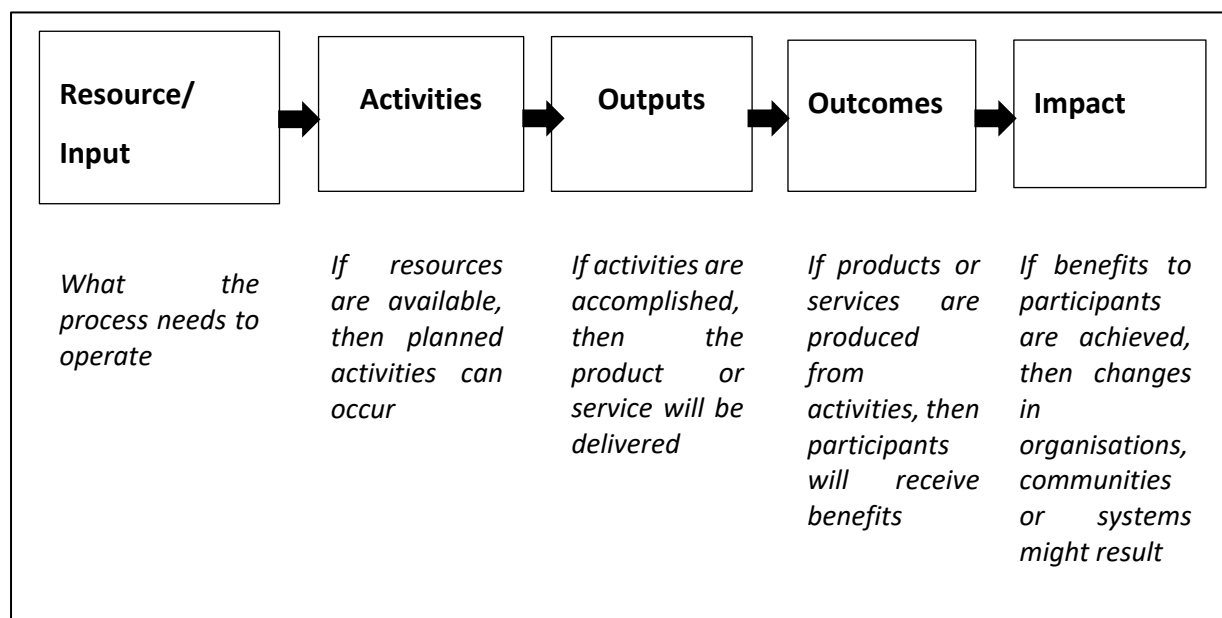 Resource/
Input
Activities
Outputs
Outcomes
Impact
What the
process needs to
operate
If resources
are available,
then planned
activities can
occur
If activities are
accomplished,
then the
product or
service will be
delivered
If products or
services are
produced
from
activities, then
participants
will receive
benefits
If benefits to
participants
are achieved,
then changes
in
organisations,
communities
or systems
might result